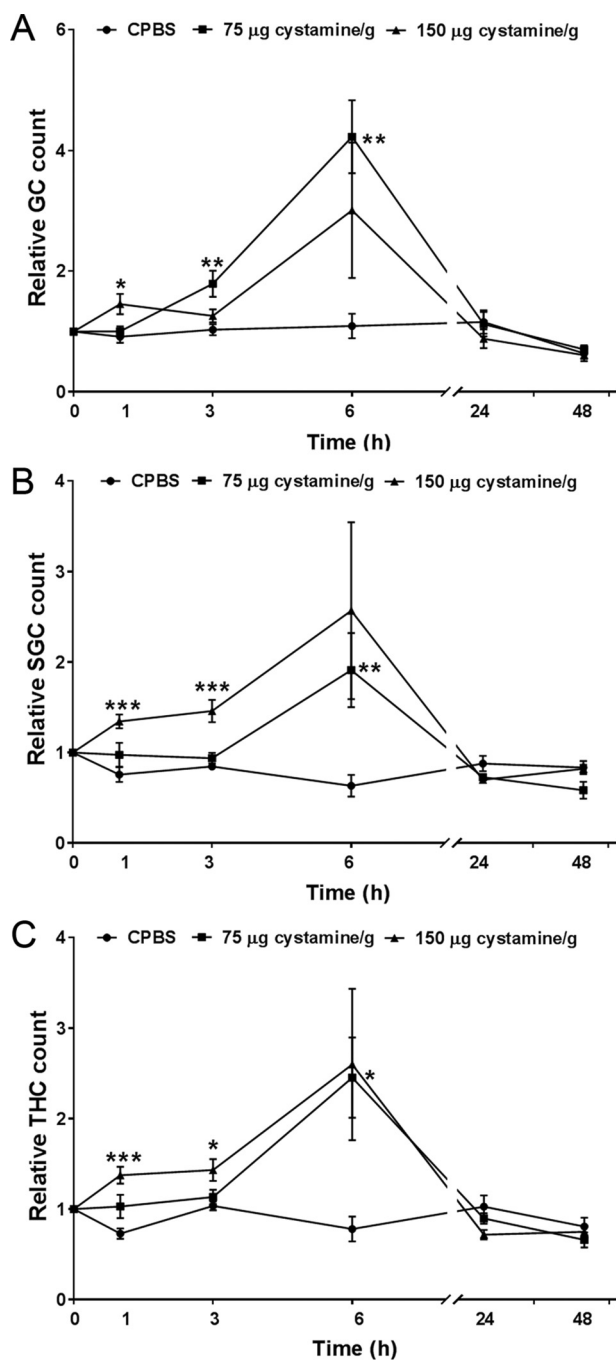 A
6
CPBS 75 µg cystamine/g 150 µg cystamine/g
Relative GC count
4
**
**
2
*
0
0 1 3 6 24 48
Time (h)
B
4
CPBS 75 µg cystamine/g 150 µg cystamine/g
Relative SGC count
3
2
**
*** ***
1
0
0 1 3 6 24 48
Time (h)
C
4
CPBS 75 µg cystamine/g 150 µg cystamine/g
Relative THC count
3
*
2
*** *
1
0
0 1 3 6 24 48
Time (h)